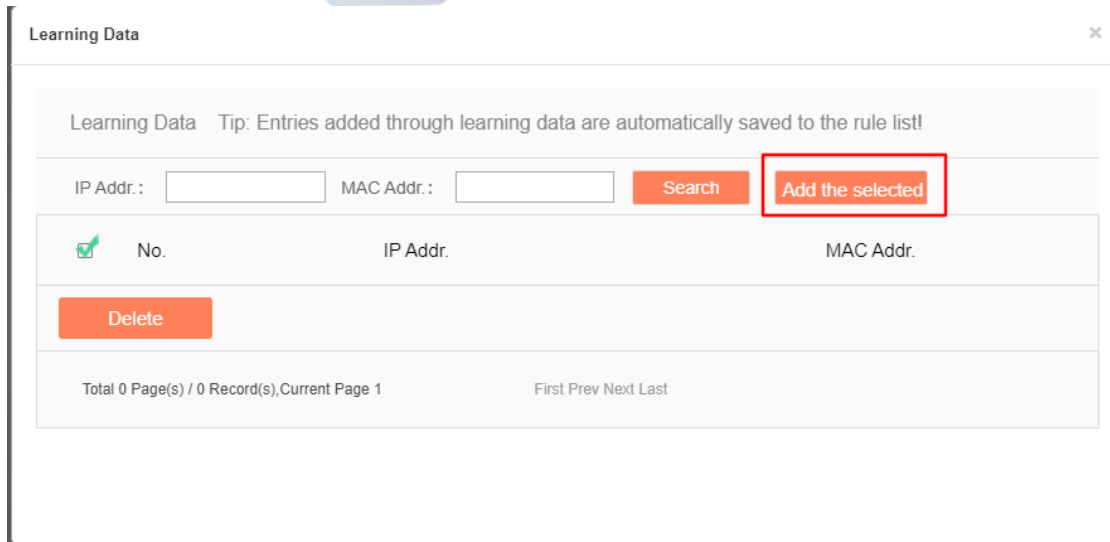 Learning Data ×
Learning Data Tip: Entries added through learning data are automatically saved to the rule list!
IP Addr.: MAC Addr.: Search Add the selected
No. IP Addr. MAC Addr.
Delete
Total 0 Page(s) / 0 Record(s),Current Page 1 First Prev Next Last